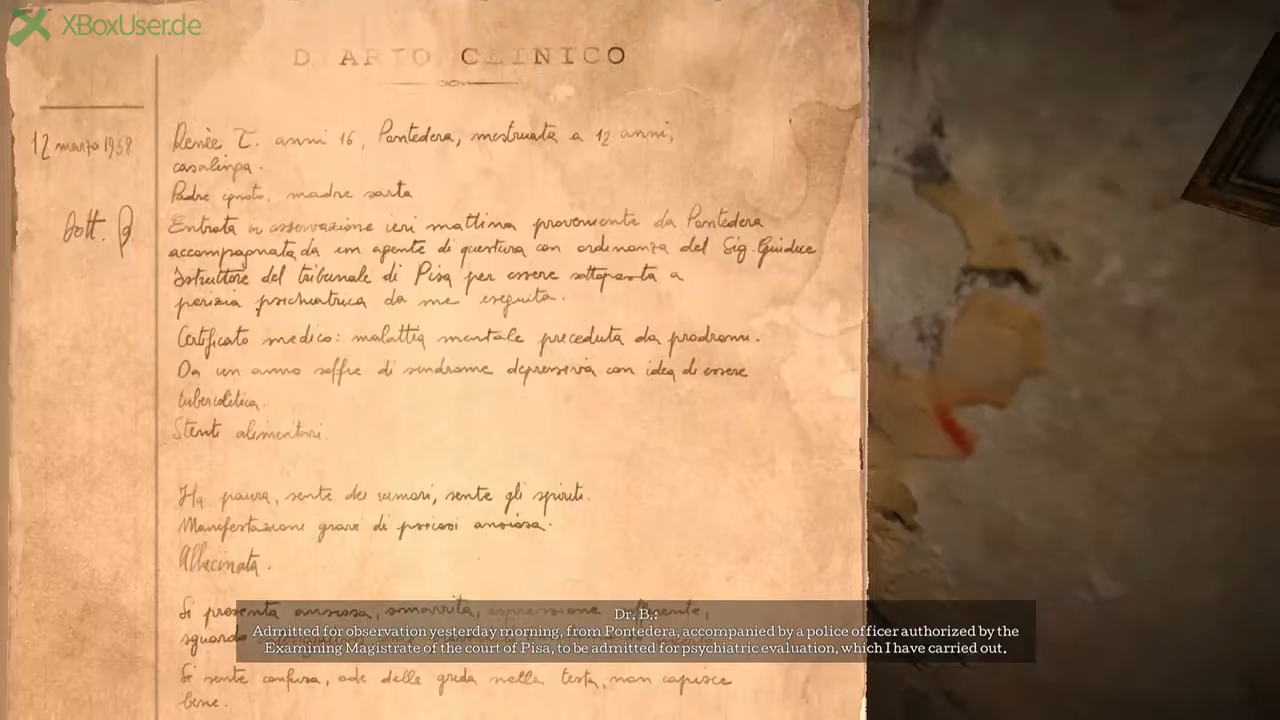 XBoxUser.de
D ARIO CLINICO
12 marzo 1938
Renèe T. anni 16, Pontedera, mestruata a 12 anni,
casalinga.
Padre ignoto, madre sarta
Dott. B
Entrata in osservazione ieri mattina proveniente da Pontedera
accompagnata da un agente di questura con ordinanza del Sig. Giudice
Istruttore del tribunale di Pisa per essere sottoposta a
perizia psichiatrica da me eseguita.
Certificato medico: malattia mentale preceduta da prodromi.
Da un anno soffre di sindrome depressiva con idea di essere
tubercolitica.
Stenti alimentari.
Ha paura, sente dei rumori, sente gli spiriti.
Manifestazioni gravi di psicosi ansiosa.
Allucinata.
Si presenta ansiosa, smarrita, espressione
sguardo
Dr. B.:
Admitted for observation yesterday morning, from Pontedera, accompanied by a police officer authorized by the
Examining Magistrate of the court of Pisa, to be admitted for psychiatric evaluation, which I have carried out.
Si sente confusa, ode delle grida nella testa, non capisce
bene.